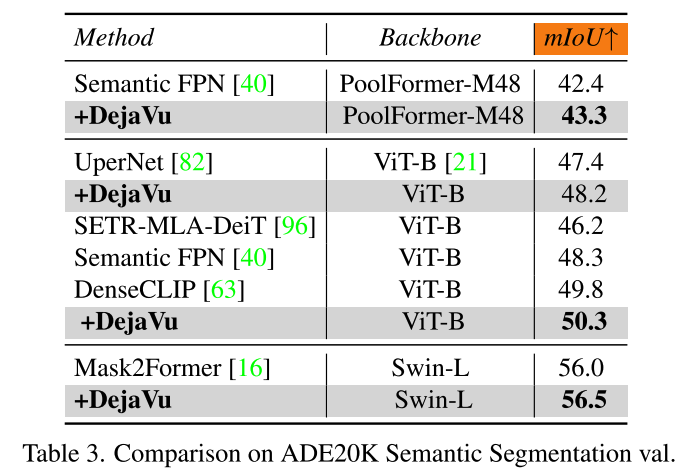 Method Backbone mIoU↑
Semantic FPN [40] PoolFormer-M48 42.4
+DejaVu PoolFormer-M48 43.3
UperNet [82] ViT-B [21] 47.4
+DejaVu ViT-B 48.2
SETR-MLA-DeiT [96] ViT-B 46.2
Semantic FPN [40] ViT-B 48.3
DenseCLIP [63] ViT-B 49.8
+DejaVu ViT-B 50.3
Mask2Former [16] Swin-L 56.0
+DejaVu Swin-L 56.5
Table 3. Comparison on ADE20K Semantic Segmentation val.